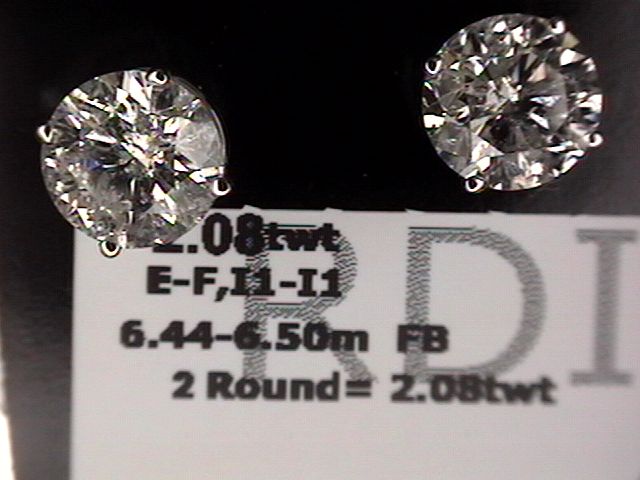 2.08twt
E-F,I1-I1
6.44-6.50m FB
2 Round= 2.08twt
RDI